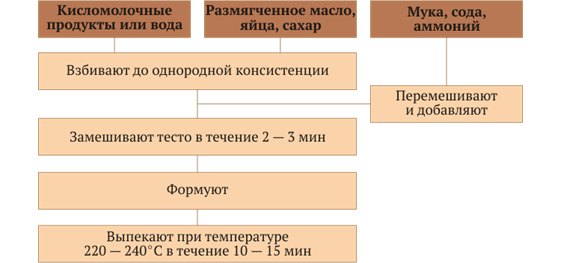 Кисломолочные
продукты или вода
Размягченное масло,
яйца, сахар
Мука, сода,
аммоний
Взбивают до однородной консистенции
Перемешивают
и добавляют
Замешивают тесто в течение 2 — 3 мин
Формуют
Выпекают при температуре
220 — 240°С в течение 10 — 15 мин